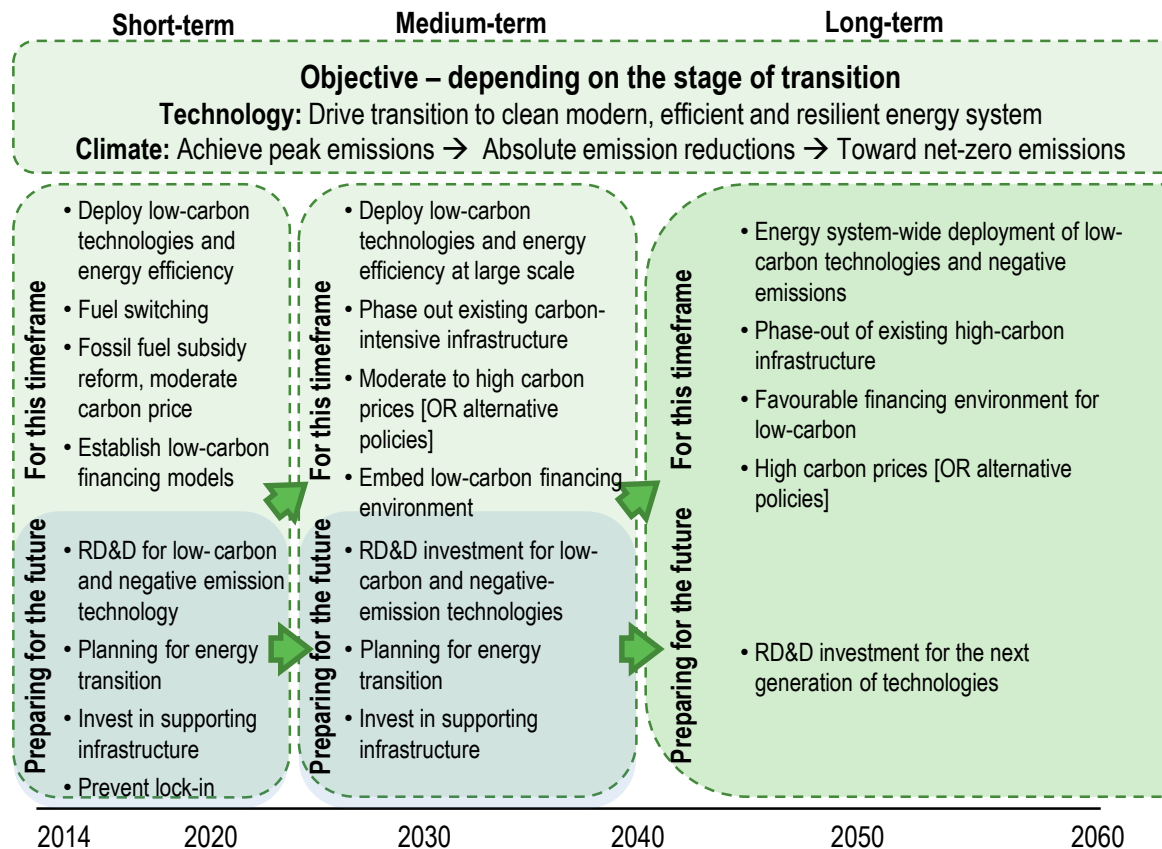 Short-term
Medium-term
Long-term
Objective – depending on the stage of transition
Technology: Drive transition to clean modern, efficient and resilient energy system
Climate: Achieve peak emissions → Absolute emission reductions → Toward net-zero emissions
For this timeframe
• Deploy low-carbon
technologies and
energy efficiency
• Fuel switching
• Fossil fuel subsidy
reform, moderate
carbon price
• Establish low-carbon
financing models
Preparing for the future
• RD&D for low- carbon
and negative emission
technology
• Planning for energy
transition
• Invest in supporting
infrastructure
• Prevent lock-in
For this timeframe
• Deploy low-carbon
technologies and energy
efficiency at large scale
• Phase out existing carbon-
intensive infrastructure
• Moderate to high carbon
prices [OR alternative
policies]
• Embed low-carbon financing
environment
Preparing for the future
• RD&D investment for low-
carbon and negative-
emission technologies
• Planning for energy
transition
• Invest in supporting
infrastructure
For this timeframe
• Energy system-wide deployment of low-
carbon technologies and negative
emissions
• Phase-out of existing high-carbon
infrastructure
• Favourable financing environment for
low-carbon
• High carbon prices [OR alternative
policies]
Preparing for the future
• RD&D investment for the next
generation of technologies
2014
2020
2030
2040
2050
2060